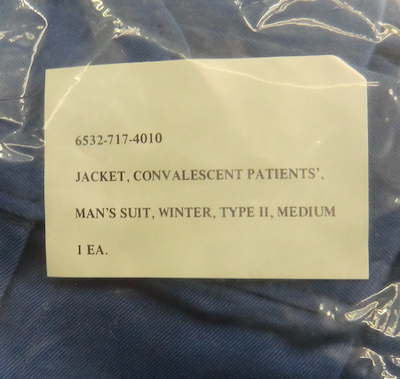 6532-717-4010
JACKET, CONVALESCENT PATIENTS',
MAN'S SUIT, WINTER, TYPE II, MEDIUM
1 EA.